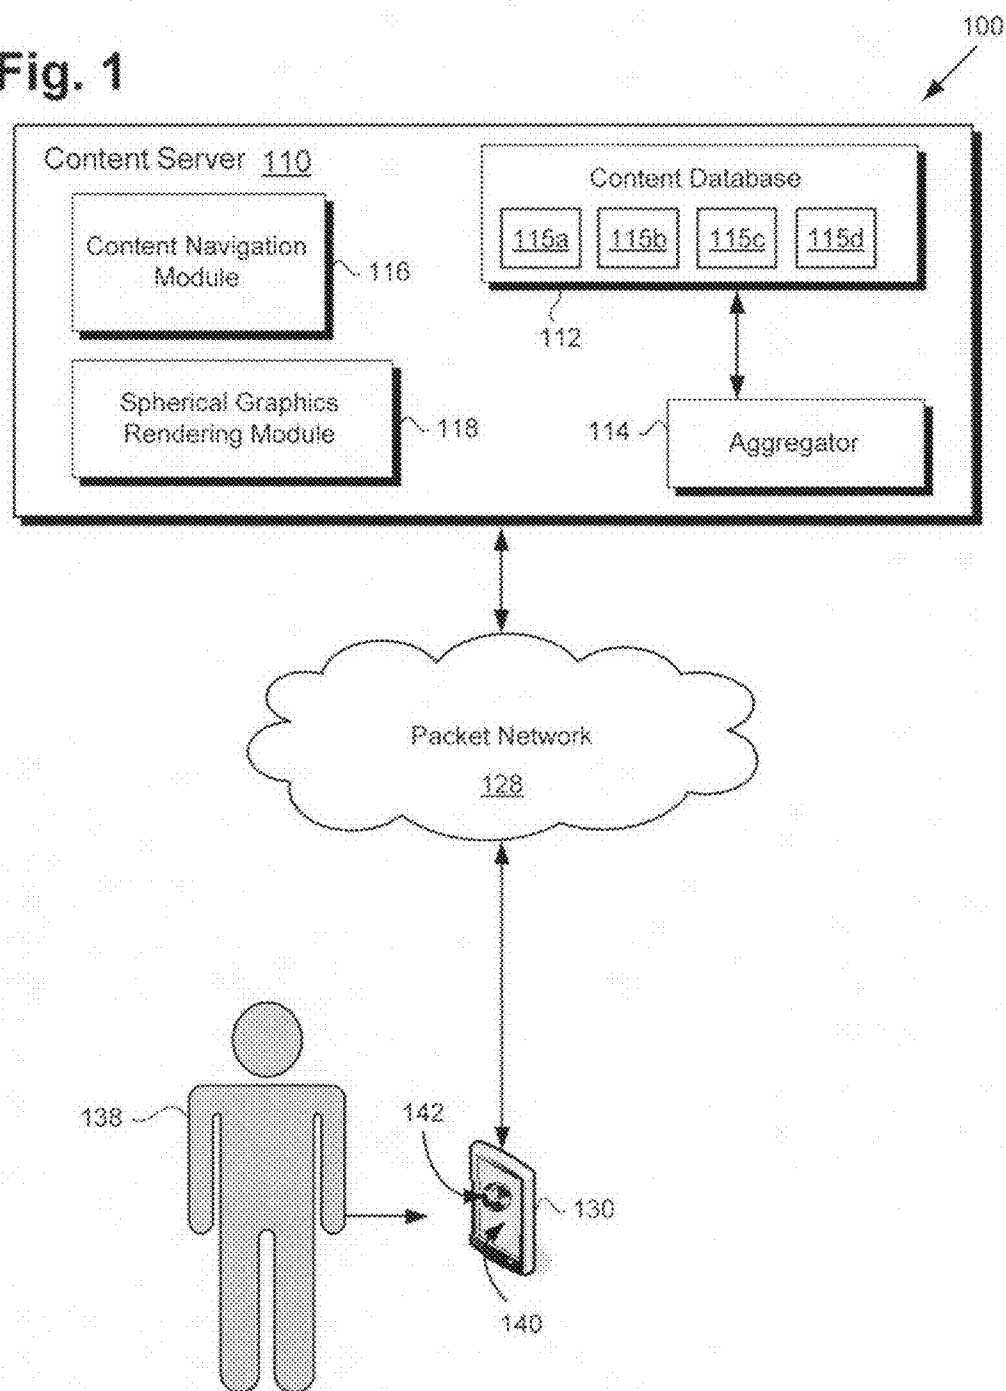 Fig. 1
100
Content Server 110
Content Navigation
Module
116
Spherical Graphics
Rendering Module
118
Content Database
115a 115b 115c 115d
112
114
Aggregator
Packet Network
128
138
142
130
140